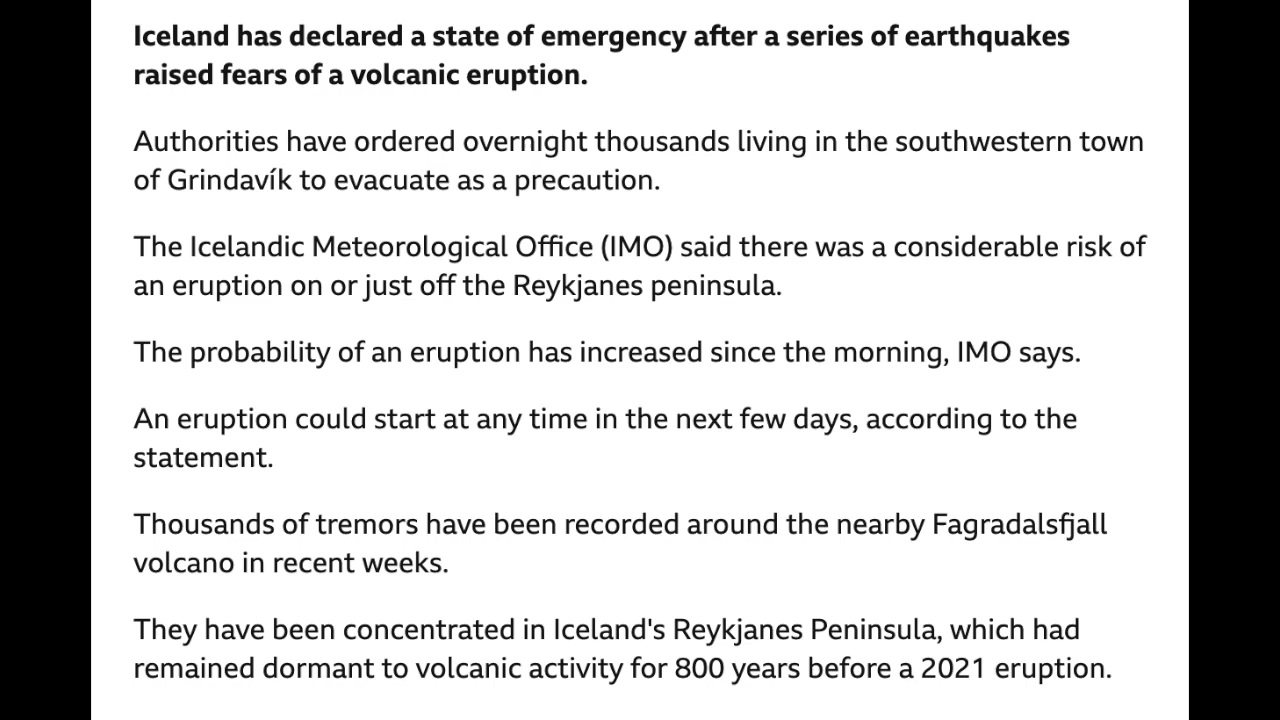 Iceland has declared a state of emergency after a series of earthquakes
raised fears of a volcanic eruption.
Authorities have ordered overnight thousands living in the southwestern town
of Grindavík to evacuate as a precaution.
The Icelandic Meteorological Office (IMO) said there was a considerable risk of
an eruption on or just off the Reykjanes peninsula.
The probability of an eruption has increased since the morning, IMO says.
An eruption could start at any time in the next few days, according to the
statement.
Thousands of tremors have been recorded around the nearby Fagradalsfjall
volcano in recent weeks.
They have been concentrated in Iceland's Reykjanes Peninsula, which had
remained dormant to volcanic activity for 800 years before a 2021 eruption.